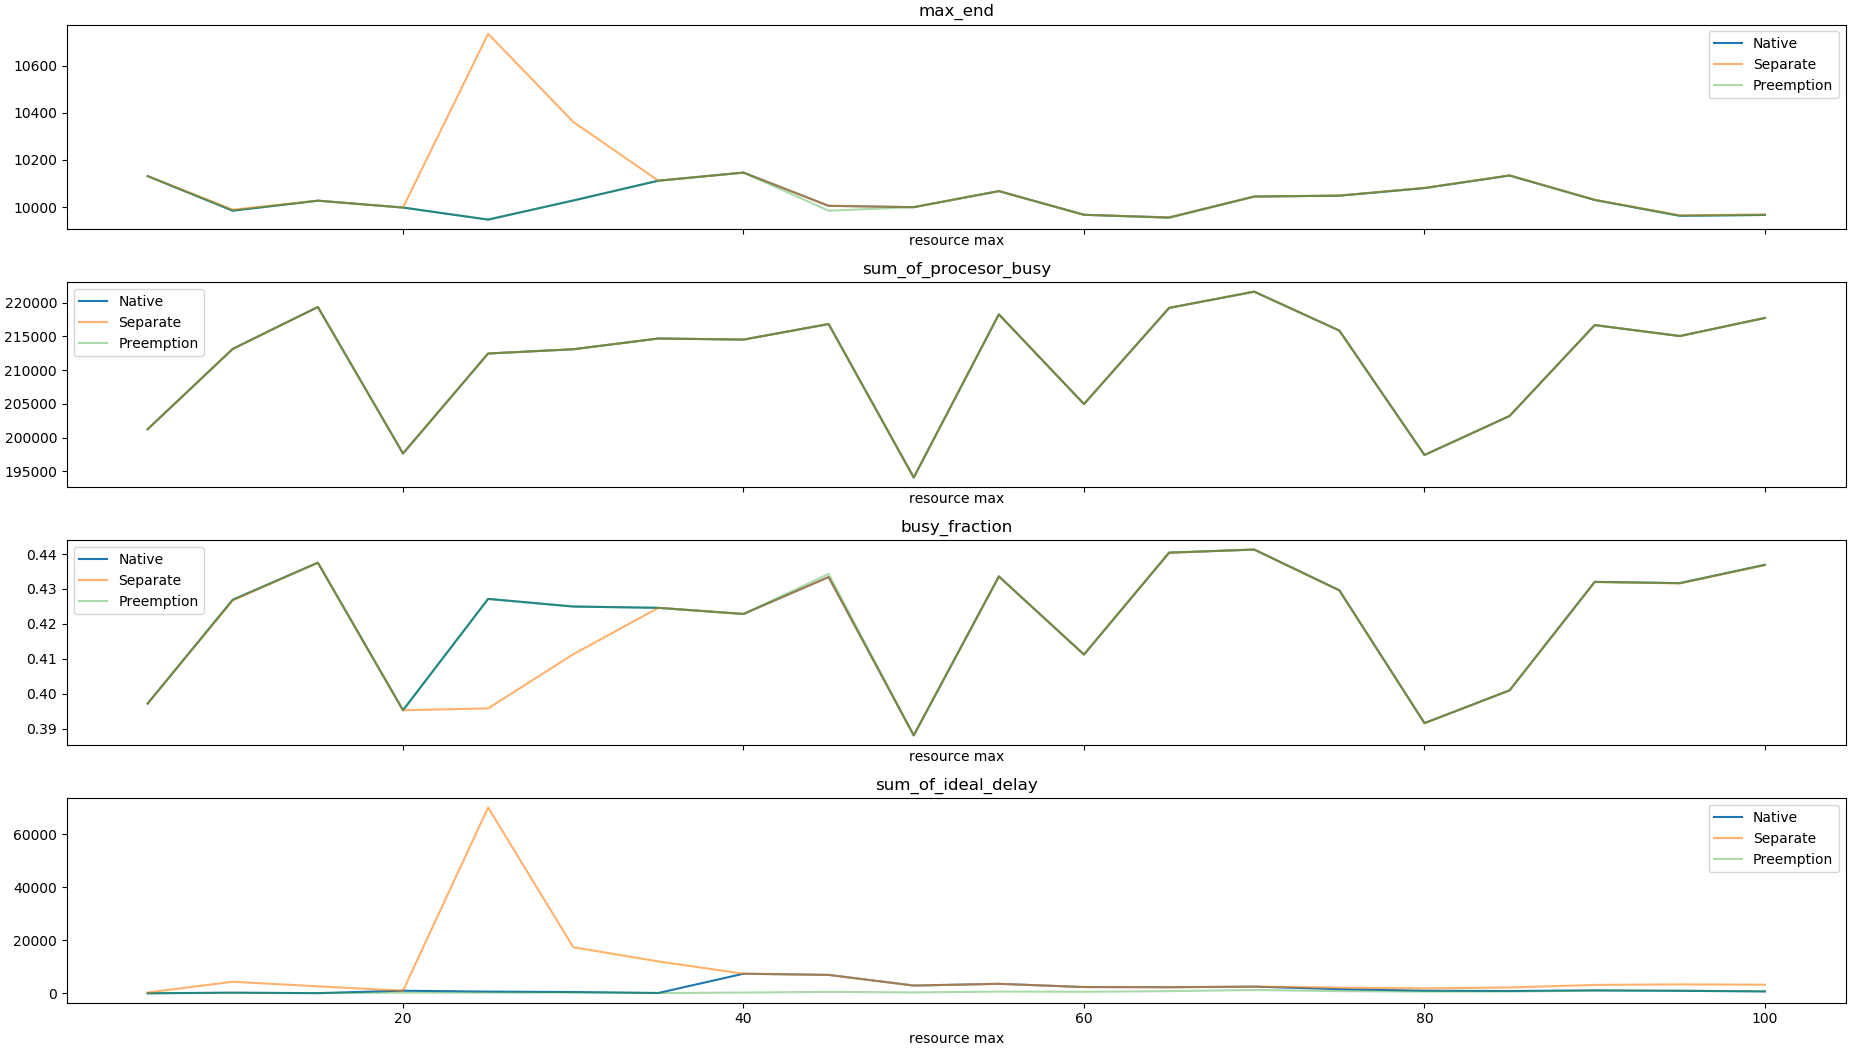 max_end
10600
10400
10200
10000
Native
Separate
Preemption
resource max
sum_of_procesor_busy
220000
215000
210000
205000
200000
195000
Native
Separate
Preemption
resource max
busy_fraction
0.44
0.43
0.42
0.41
0.40
0.39
Native
Separate
Preemption
resource max
sum_of_ideal_delay
60000
40000
20000
0
Native
Separate
Preemption
20 40 60 80 100
resource max